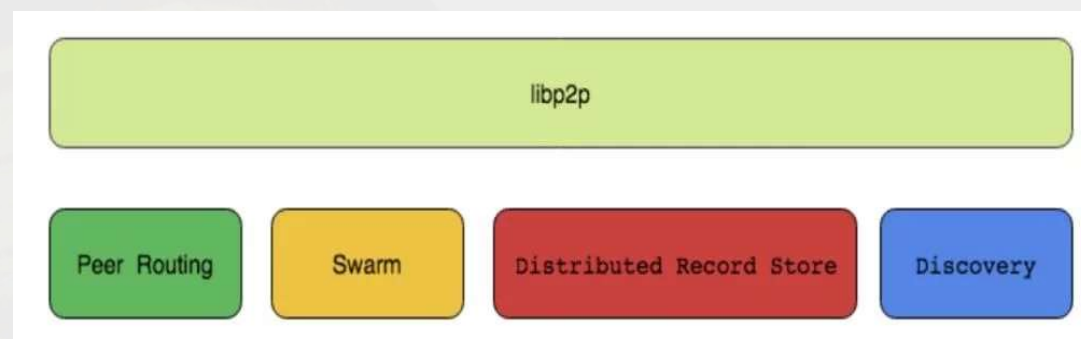 libp2p
Peer Routing
Swarm
Distributed Record Store
Discovery